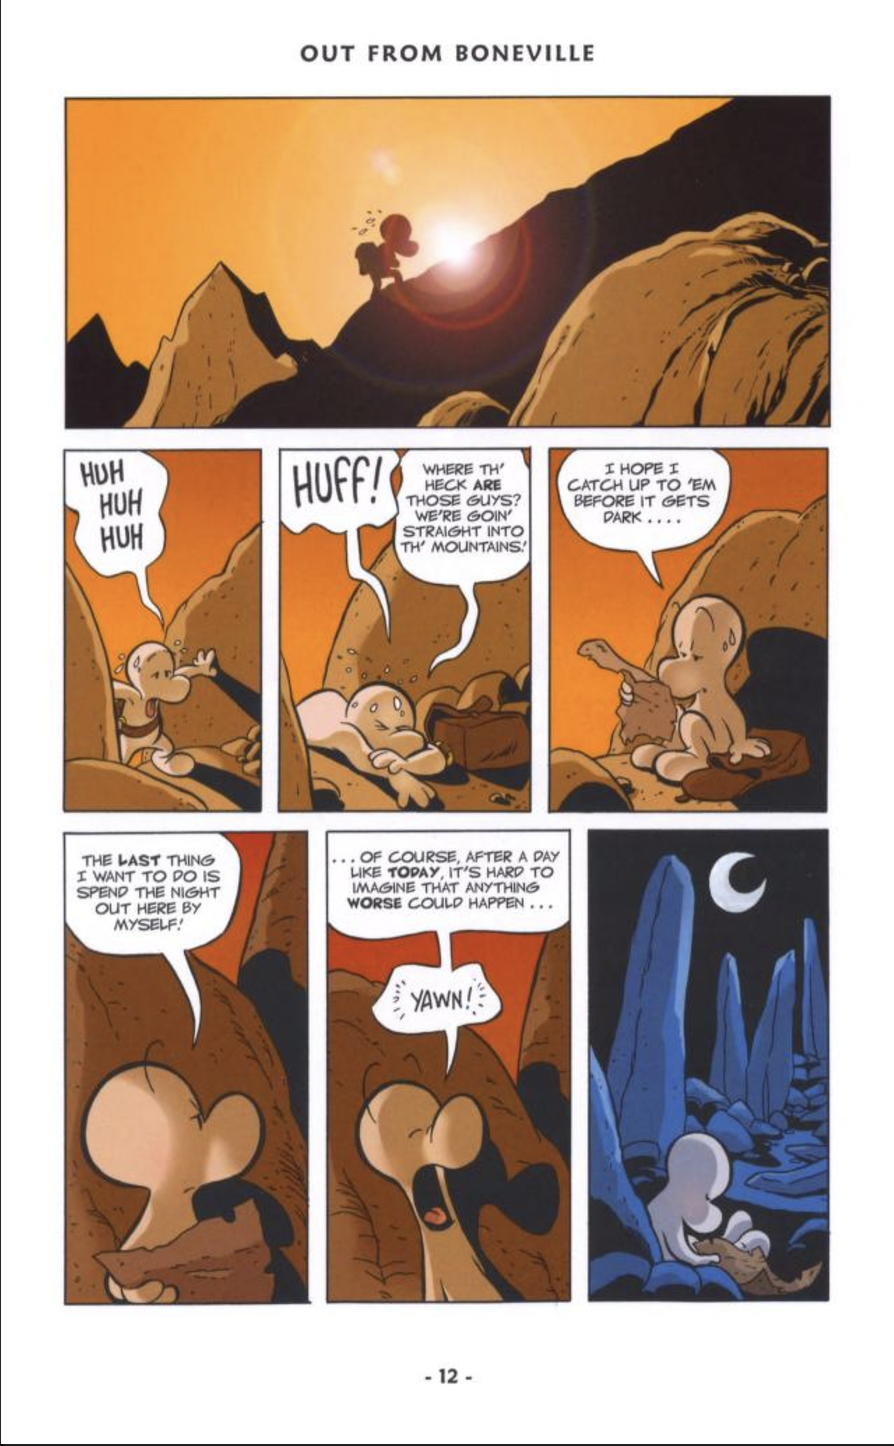 OUT FROM BONEVILLE
HUH
HUH
HUH
HUFF!
WHERE TH'
HECK ARE
THOSE GUYS?
WE'RE GOIN'
STRAIGHT INTO
TH' MOUNTAINS!
I HOPE I
CATCH UP TO 'EM
BEFORE IT GETS
DARK . . . .
THE LAST THING
I WANT TO DO IS
SPEND THE NIGHT
OUT HERE BY
MYSELF!
. . . OF COURSE, AFTER A DAY
LIKE TODAY, IT'S HARD TO
IMAGINE THAT ANYTHING
WORSE COULD HAPPEN . . .
YAWN!
- 12 -